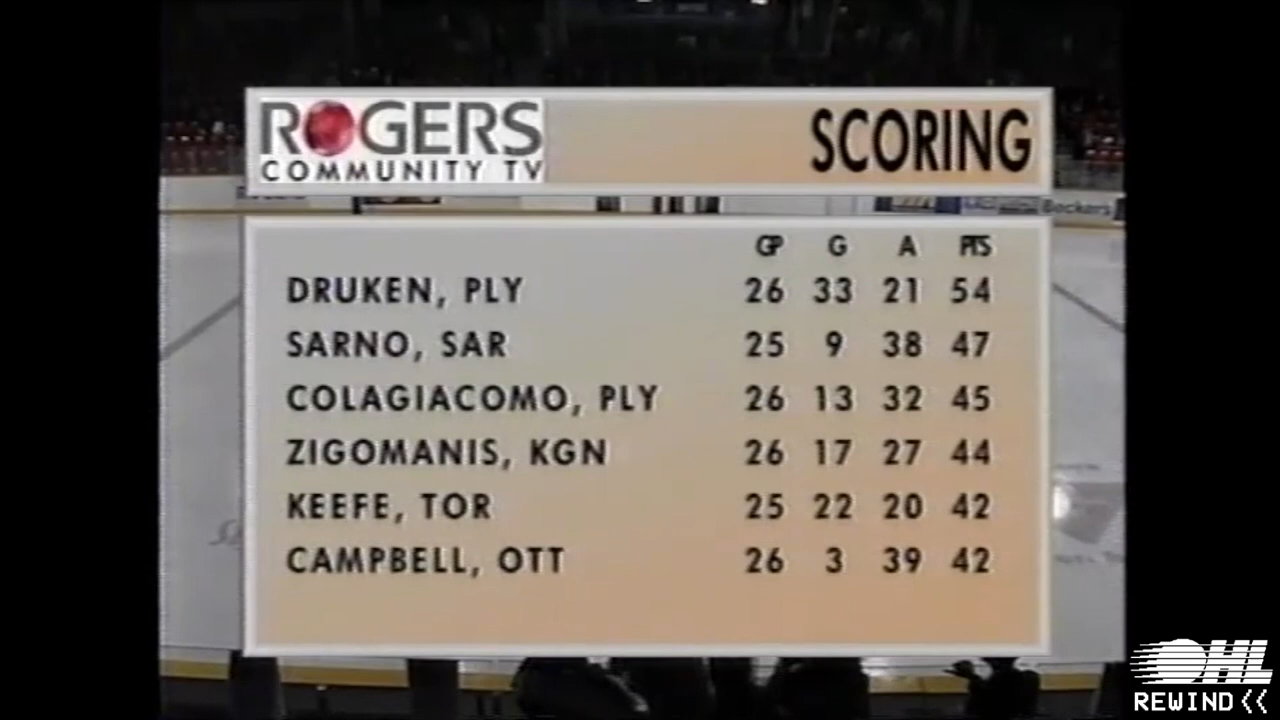 ROGERS SCORING
COMMUNITY TV
Beckers
GP G A PTS
DRUKEN, PLY 26 33 21 54
SARNO, SAR 25 9 38 47
COLAGIACOMO, PLY 26 13 32 45
ZIGOMANIS, KGN 26 17 27 44
KEEFE, TOR 25 22 20 42
CAMPBELL, OTT 26 3 39 42
OHL
REWIND <<